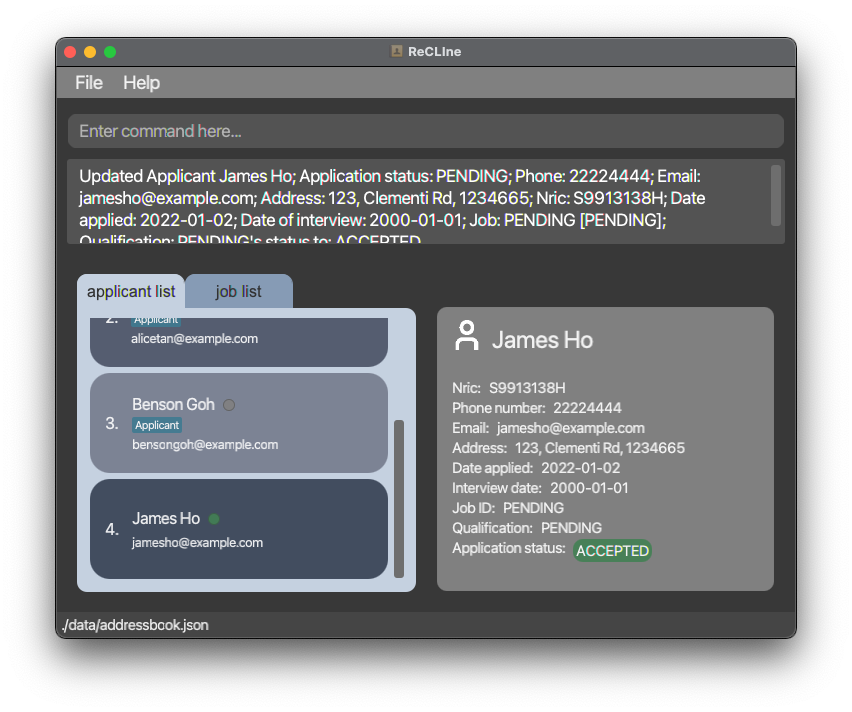 ReCLIne
File Help
Enter command here...
Updated Applicant James Ho; Application status: PENDING; Phone: 22224444; Email:
jamesho@example.com; Address: 123, Clementi Rd, 1234665; Nric: S9913138H; Date
applied: 2022-01-02; Date of interview: 2000-01-01; Job: PENDING [PENDING];
Qualification: PENDING's status to: ACCEPTED
applicant list
job list
2.
Applicant
alicetan@example.com
3.
Benson Goh
Applicant
bensongoh@example.com
4.
James Ho
jamesho@example.com
James Ho
Nric: S9913138H
Phone number: 22224444
Email: jamesho@example.com
Address: 123, Clementi Rd, 1234665
Date applied: 2022-01-02
Interview date: 2000-01-01
Job ID: PENDING
Qualification: PENDING
Application status: ACCEPTED
./data/addressbook.json